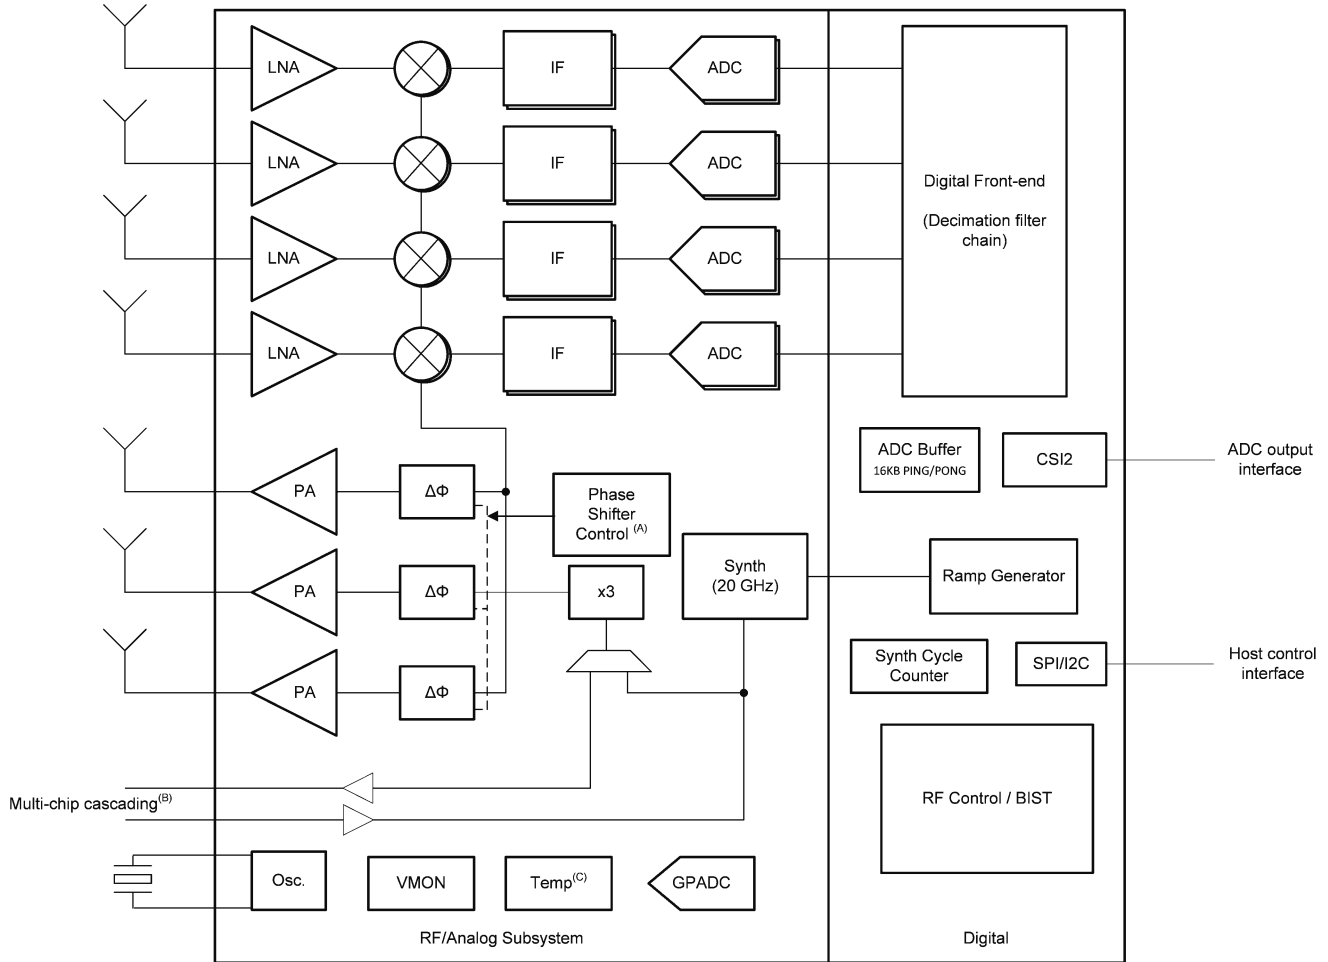 LNA
IF
ADC
LNA
IF
ADC
Digital Front-end
(Decimation filter
chain)
LNA
IF
ADC
LNA
IF
ADC
ADC Buffer
16KB PING/PONG
CSI2
ADC output
interface
PA
ΔΦ
Phase
Shifter
Control (A)
PA
ΔΦ
x3
Synth
(20 GHz)
Ramp Generator
PA
ΔΦ
Synth Cycle
Counter
SPI/I2C
Host control
interface
Multi-chip cascading(B)
RF Control / BIST
Osc.
VMON
Temp(C)
GPADC
RF/Analog Subsystem
Digital